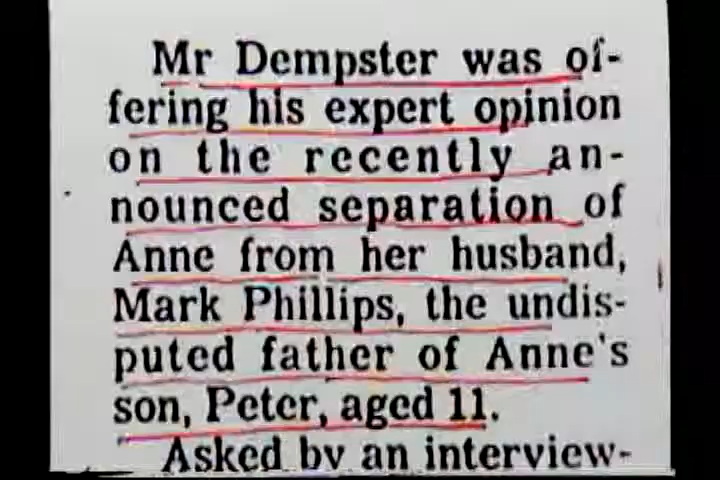 Mr Dempster was of-
fering his expert opinion
on the recently an-
nounced separation of
Anne from her husband,
Mark Phillips, the undis-
puted father of Anne's
son, Peter, aged 11.
Asked by an interview-